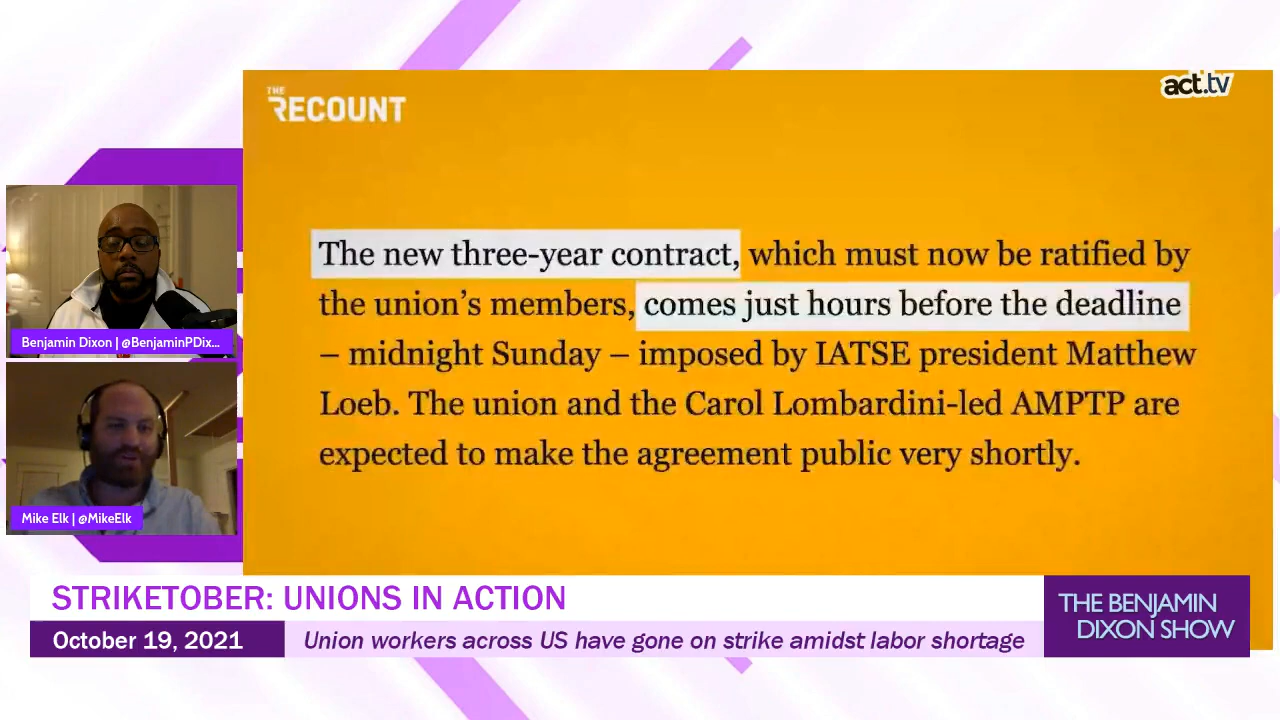 THE
RECOUNT
act.tv
The new three-year contract, which must now be ratified by
the union's members, comes just hours before the deadline
– midnight Sunday – imposed by IATSE president Matthew
Loeb. The union and the Carol Lombardini-led AMPTP are
expected to make the agreement public very shortly.
Benjamin Dixon | @BenjaminPDix...
Mike Elk | @MikeElk
STRIKETOBER: UNIONS IN ACTION
October 19, 2021
Union workers across US have gone on strike amidst labor shortage
THE BENJAMIN
DIXON SHOW